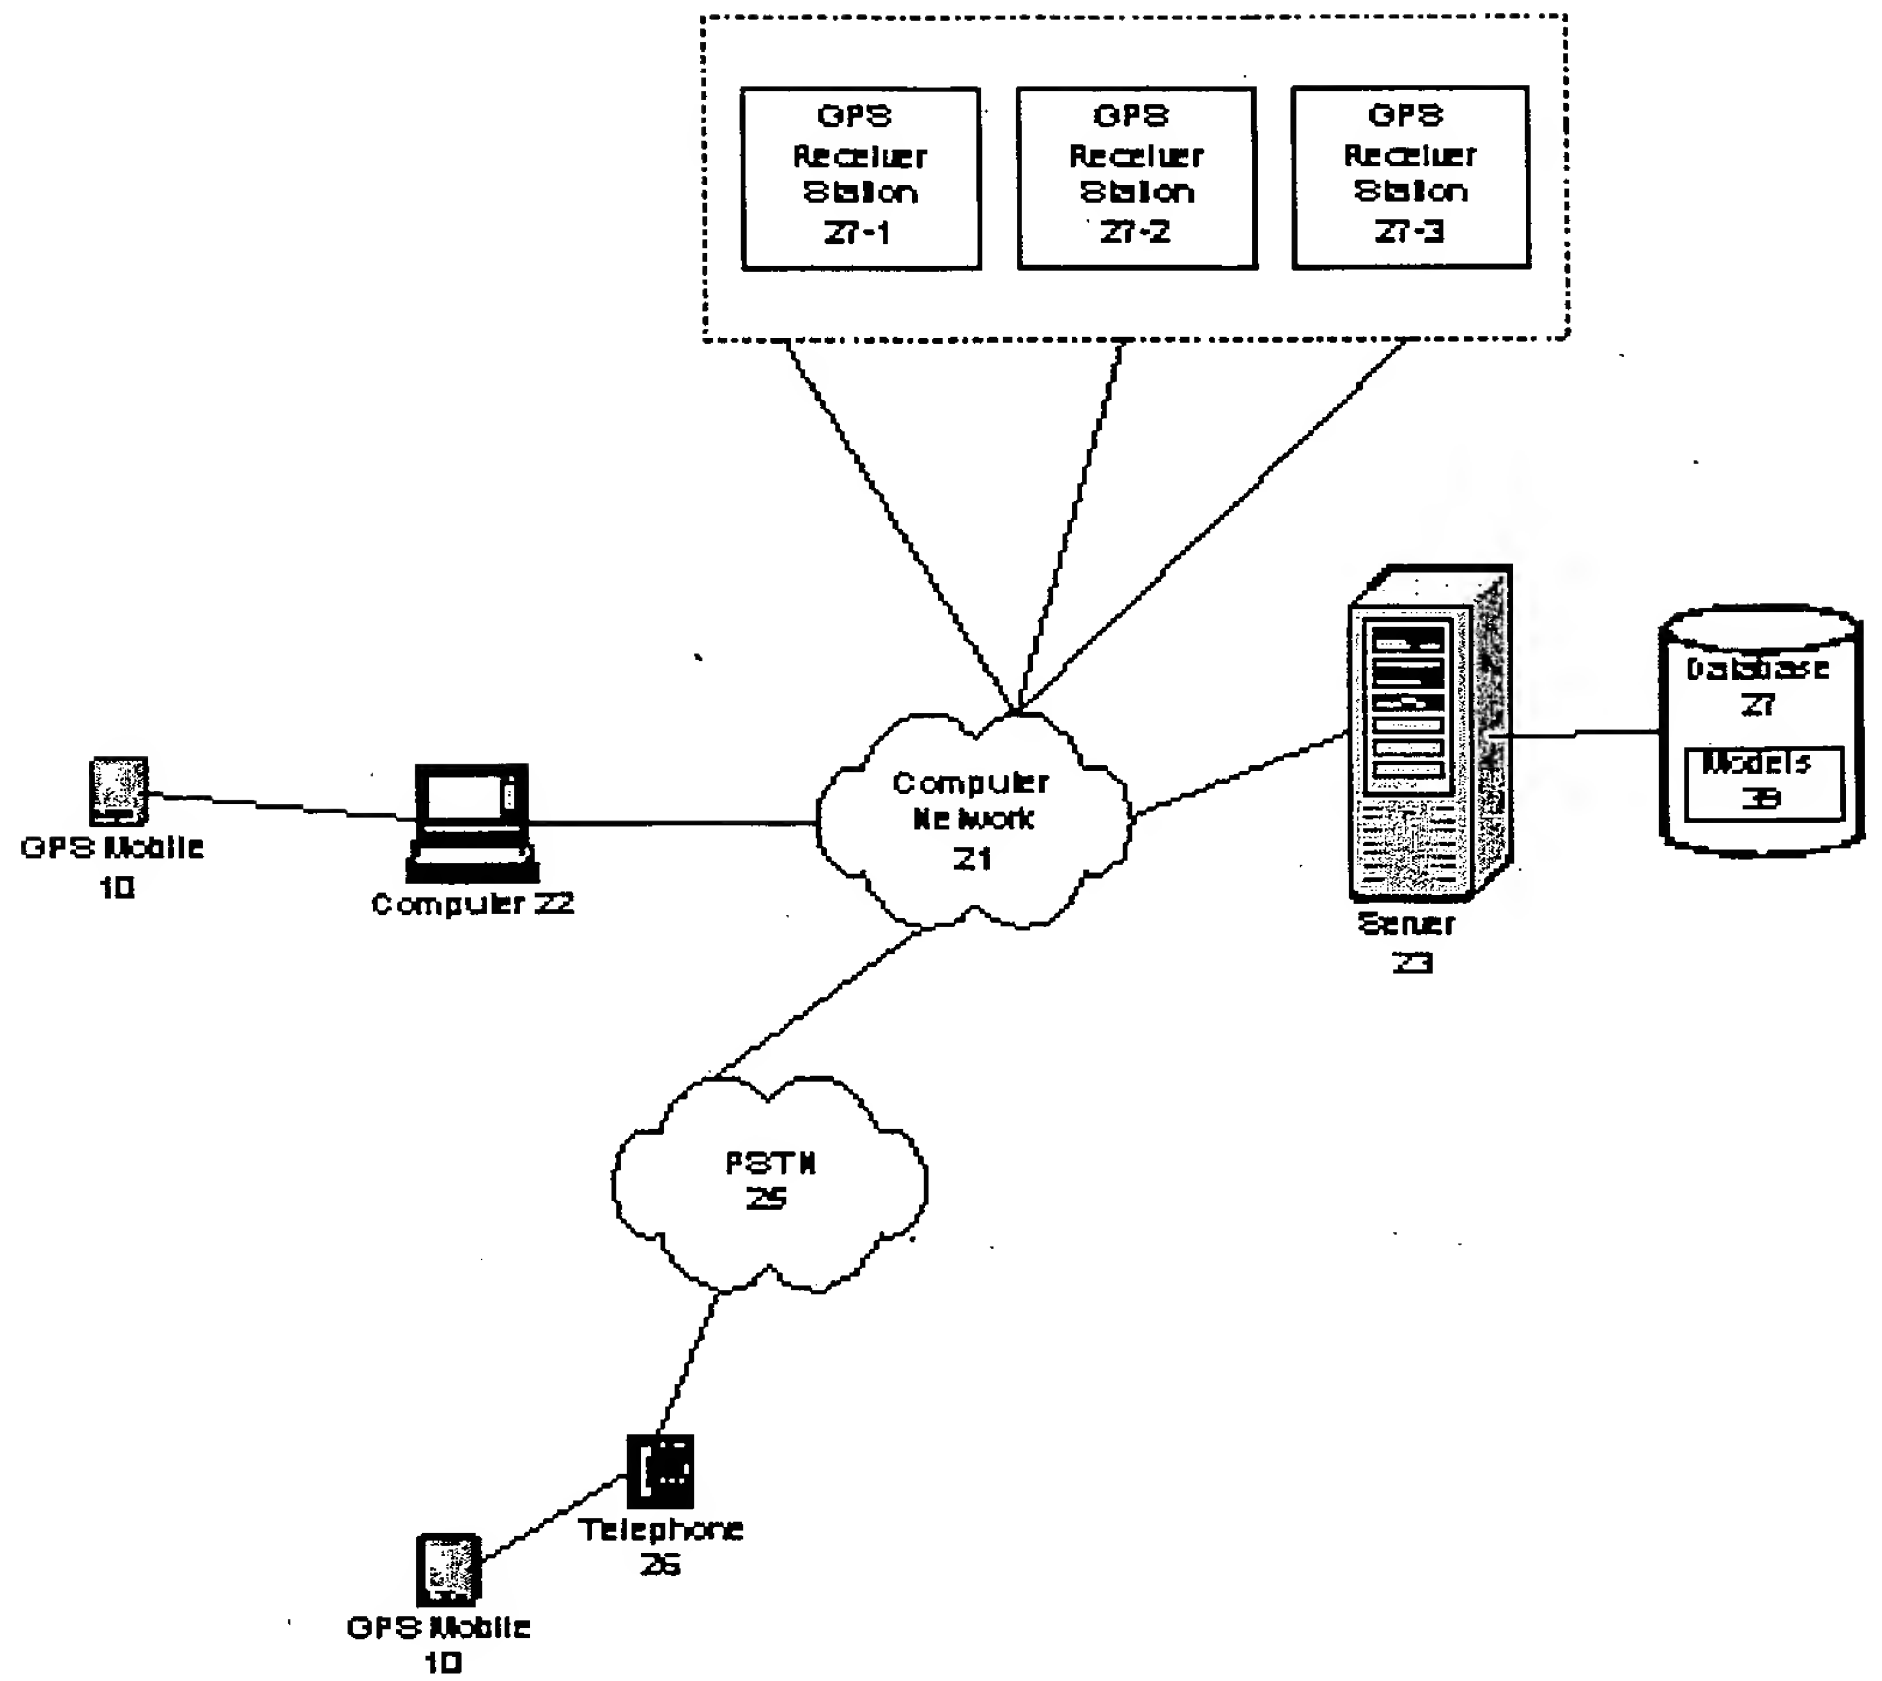 GPS
Receiver
Station
27-1
GPS
Receiver
Station
27-2
GPS
Receiver
Station
27-3
Database
27
Models
39
Computer
Network
21
GPS Mobile
10
Computer 22
Server
23
PSTN
25
Telephone
26
GPS Mobile
10